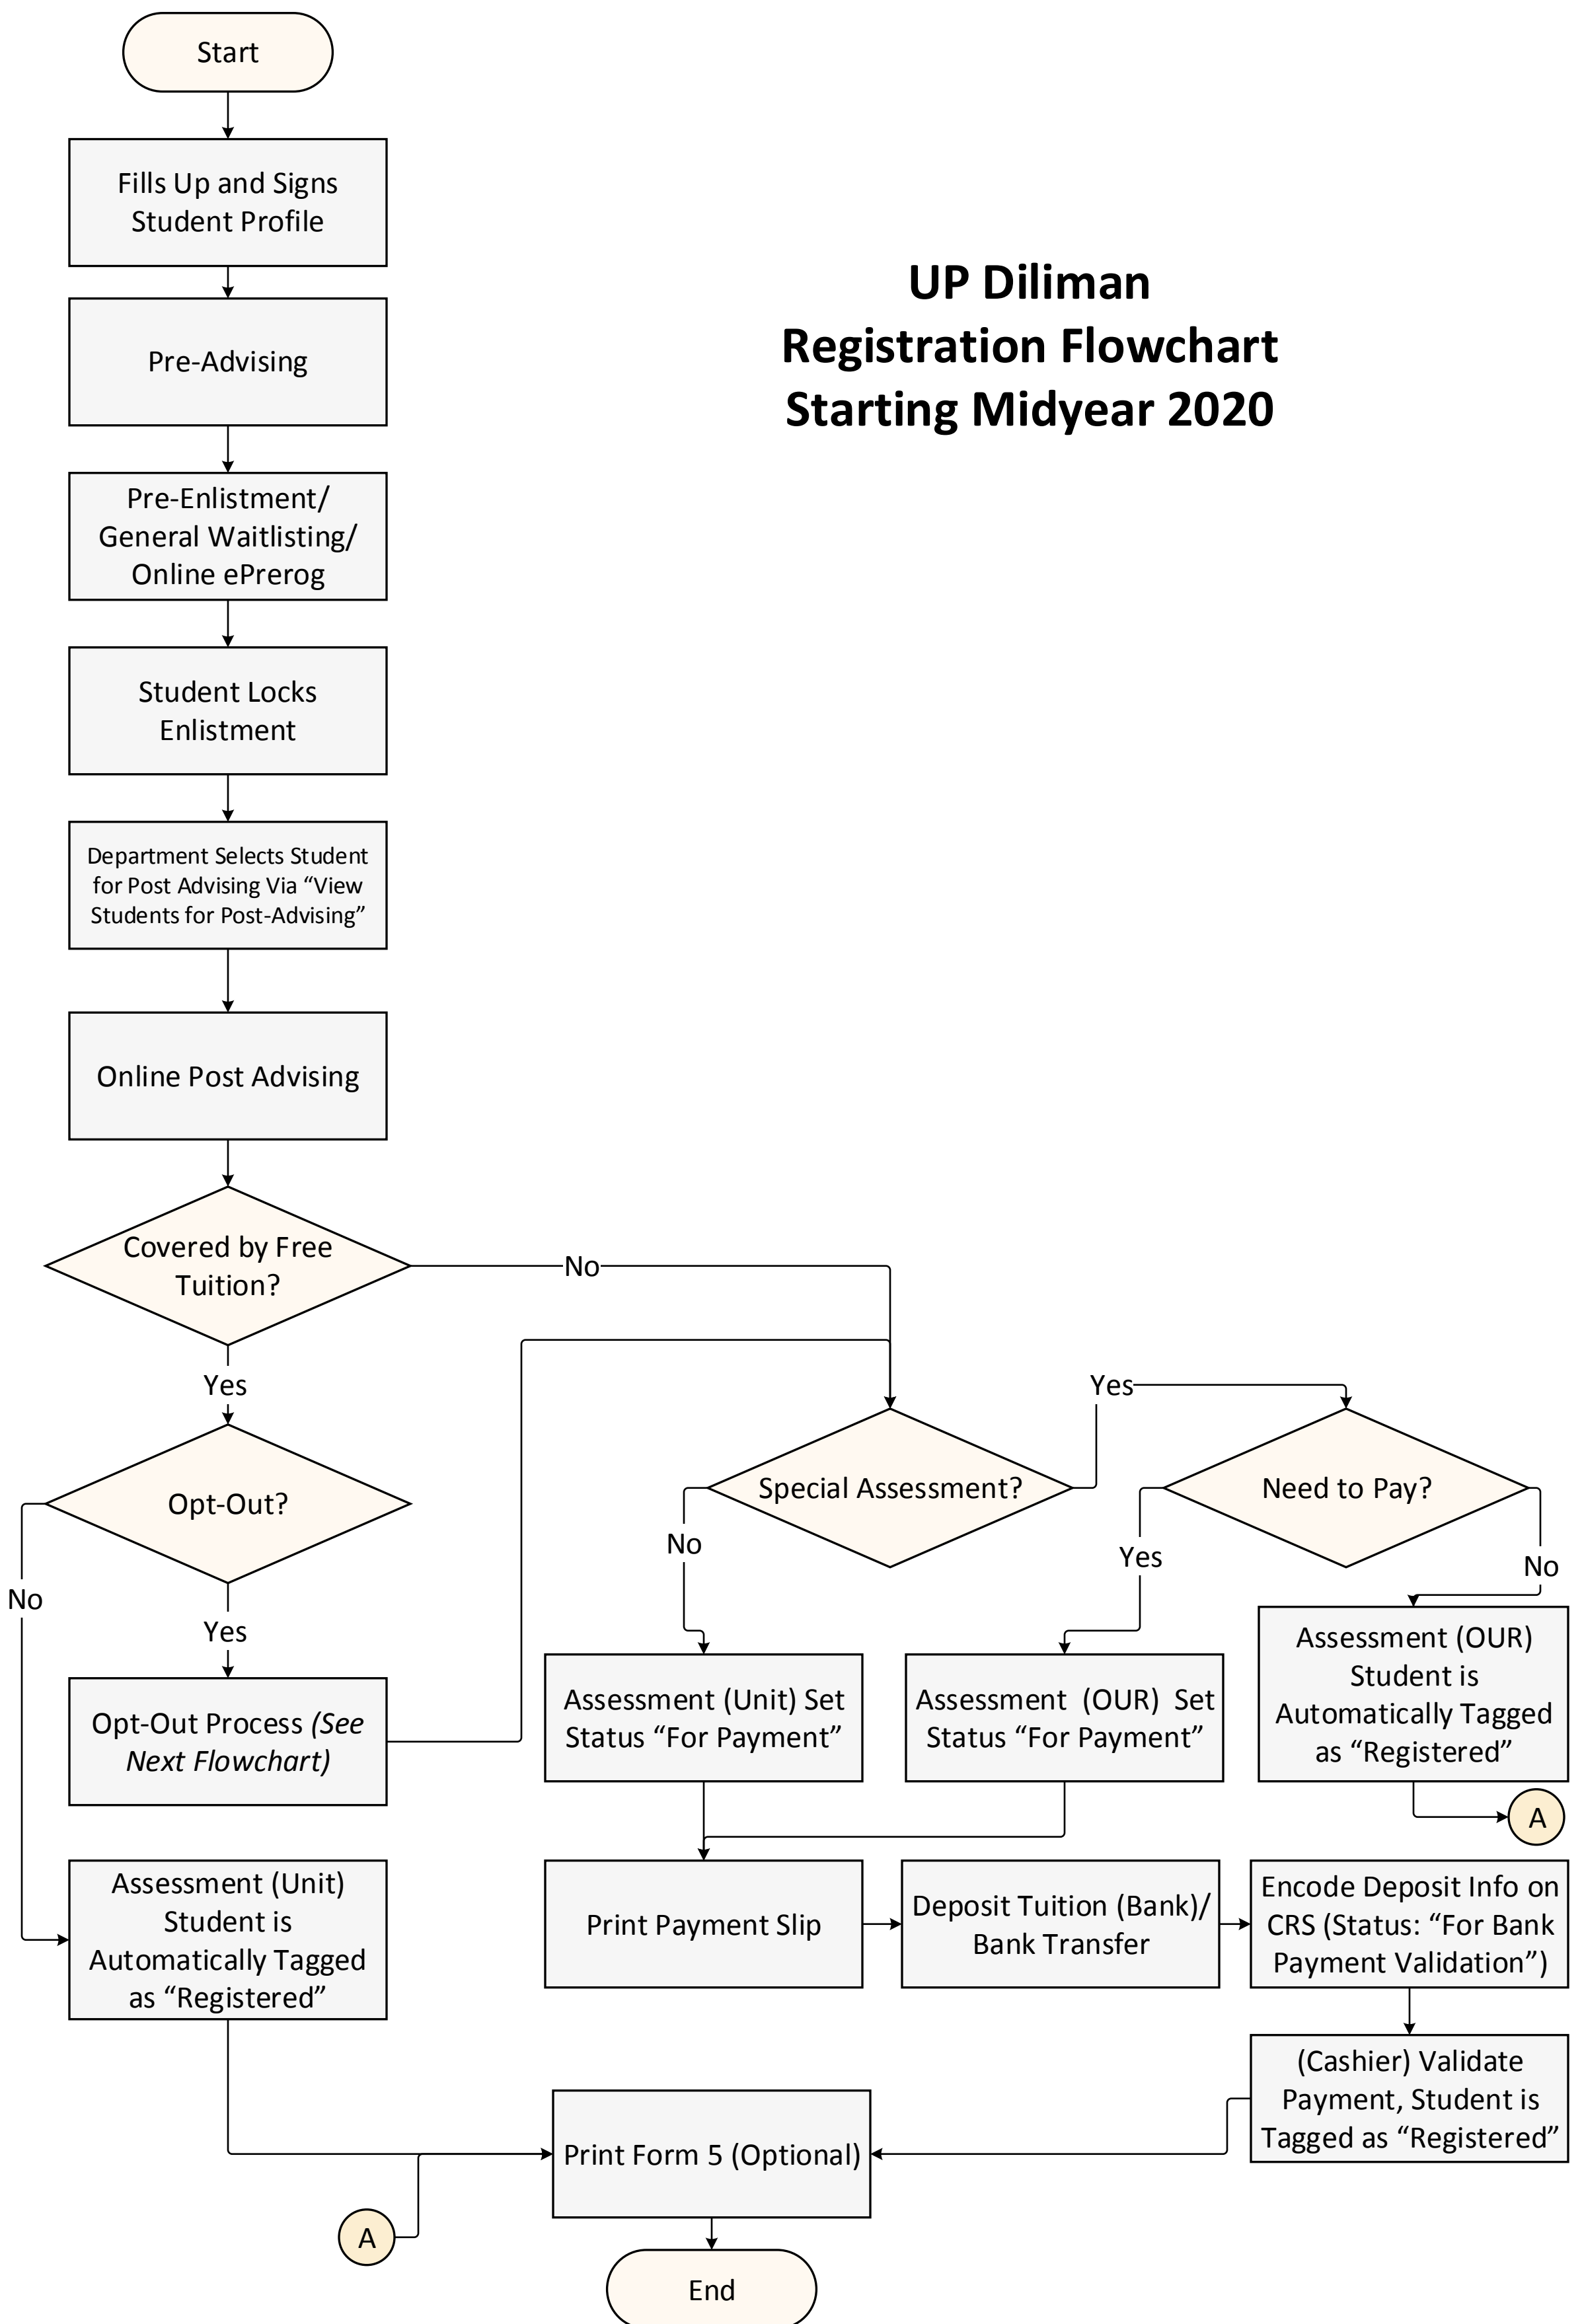 Start
Fills Up and Signs
Student Profile
UP Diliman
Registration Flowchart
Starting Midyear 2020
Pre-Advising
Pre-Enlistment/
General Waitlisting/
Online ePrerog
Student Locks
Enlistment
Department Selects Student
for Post Advising Via “View
Students for Post-Advising”
Online Post Advising
Covered by Free
Tuition?
No
Yes
Opt-Out?
No
Yes
Opt-Out Process (See
Next Flowchart)
Special Assessment?
Yes
No
Need to Pay?
Yes
No
Assessment (Unit) Set
Status “For Payment”
Assessment (OUR) Set
Status “For Payment”
Assessment (OUR)
Student is
Automatically Tagged
as “Registered”
A
Assessment (Unit)
Student is
Automatically Tagged
as “Registered”
Print Payment Slip
Deposit Tuition (Bank)/
Bank Transfer
Encode Deposit Info on
CRS (Status: “For Bank
Payment Validation”)
(Cashier) Validate
Payment, Student is
Tagged as “Registered”
Print Form 5 (Optional)
A
End